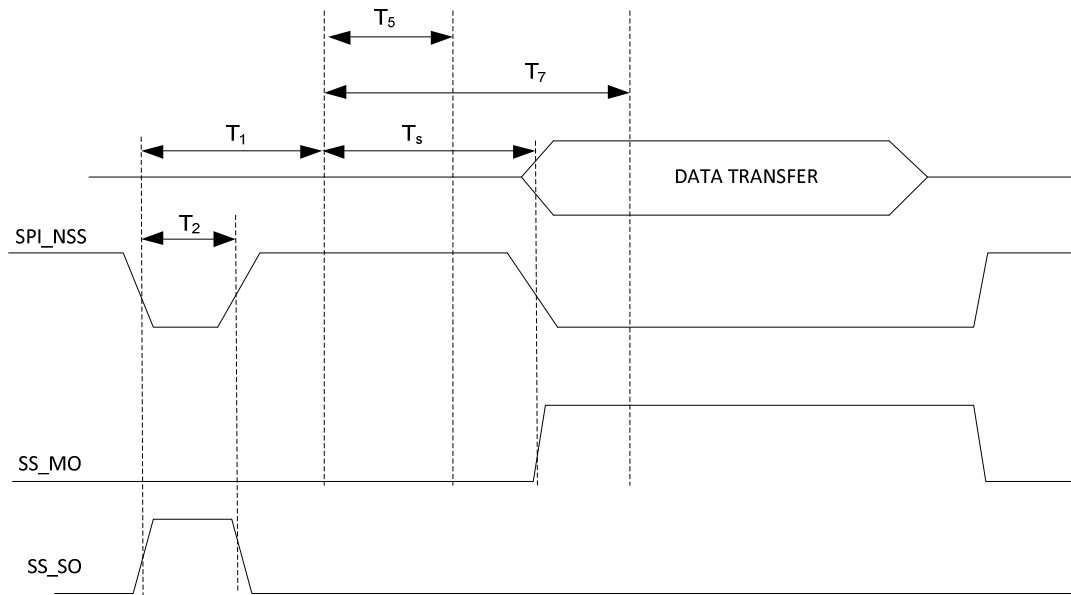 T₅
T₇
T₁
Tₛ
DATA TRANSFER
T₂
SPI_NSS
SS_MO
SS_SO